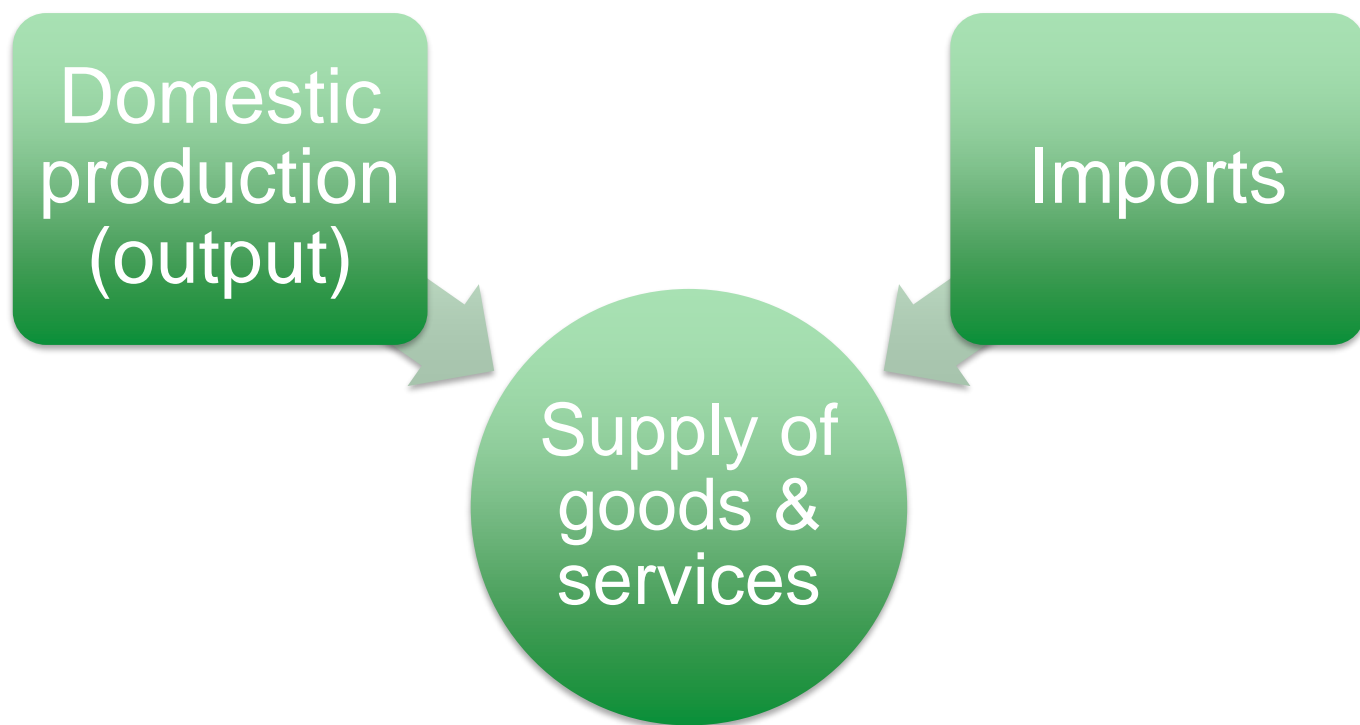 Domestic
production
(output)
Imports
Supply of
goods &
services